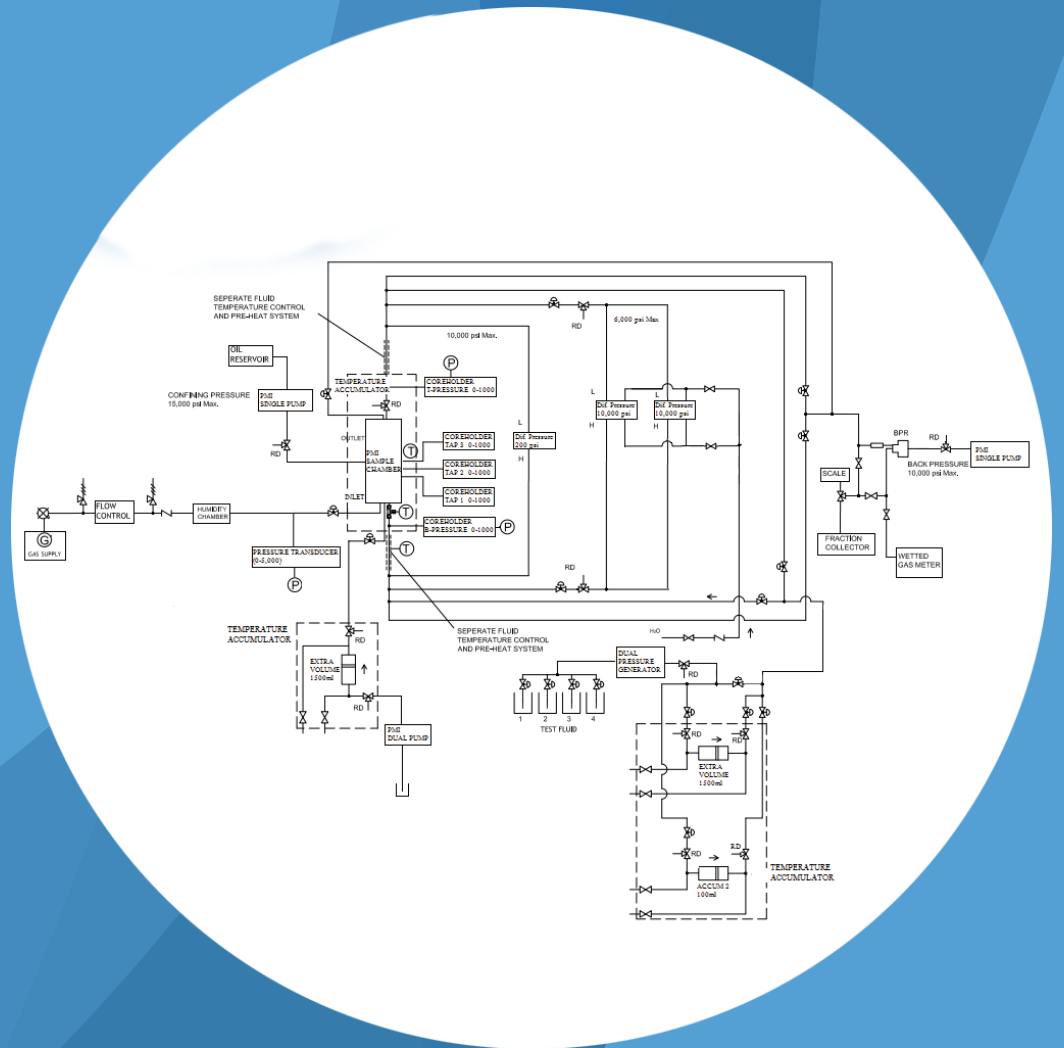 SEPERATE FLUID
TEMPERATURE CONTROL
AND PRE-HEAT SYSTEM
RD
6,000 psi Max
10,000 psi Max.
OIL
RESERVOIR
P
TEMPERATURE
ACCUMULATOR
COREHOLDER
T-PRESSURE 0-1000
CONFINING PRESSURE
15,000 psi Max.
PMI
SINGLE PUMP
RD
L
L
L
Dif. Pressure
10,000 psi
Dif. Pressure
10,000 psi
H
H
OUTLET
RD
T
COREHOLDER
TAP 3 0-1000
Dif. Pressure
200 psi
H
BPR
RD
PMI
SINGLE PUMP
BACK PRESSURE
10,000 psi Max.
PMI
SAMPLE
CHAMBER
COREHOLDER
TAP 2 0-1000
SCALE
INLET
COREHOLDER
TAP 1 0-1000
FLOW
CONTROL
HUMIDITY
CHAMBER
T
COREHOLDER
B-PRESSURE 0-1000
P
G
GAS SUPPLY
PRESSURE TRANSDUCER
(0-5,000)
P
T
FRACTION
COLLECTOR
WETTED
GAS METER
RD
TEMPERATURE
ACCUMULATOR
RD
SEPERATE FLUID
TEMPERATURE CONTROL
AND PRE-HEAT SYSTEM
H₂O
EXTRA
VOLUME
1500ml
RD
DUAL
PRESSURE
GENERATOR
RD
1 2 3 4
TEST FLUID
PMI
DUAL PUMP
RD
RD
EXTRA
VOLUME
1500ml
RD
RD
ACCUM 2
100ml
TEMPERATURE
ACCUMULATOR